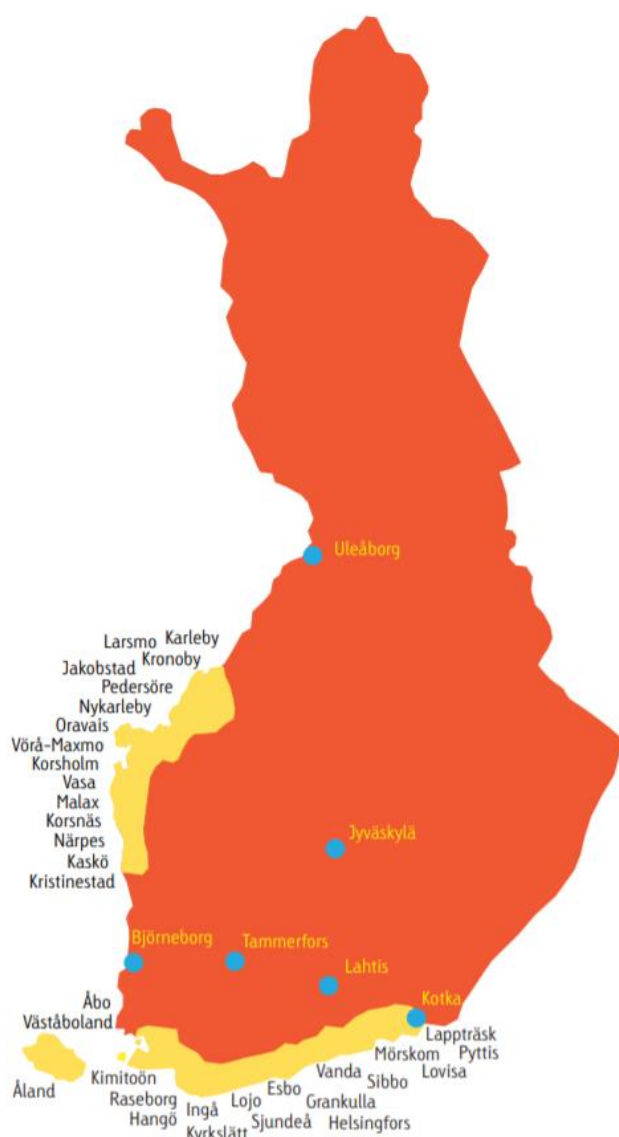 Uleåborg
Larsmo
Karleby
Jakobstad
Kronoby
Pedersöre
Nykarleby
Oravais
Vörå-Maxmo
Korsholm
Vasa
Malax
Korsnäs
Närpes
Kaskö
Kristinestad
Jyväskylä
Björneborg
Tammerfors
Lahtis
Kotka
Åbo
Väståboland
Åland
Kimitoön
Raseborg
Hangö
Ingå
Kyrkslätt
Lojo
Sjundeå
Esbo
Grankulla
Vanda
Helsingfors
Sibbo
Mörskom
Lovisa
Lappträsk
Pyttis